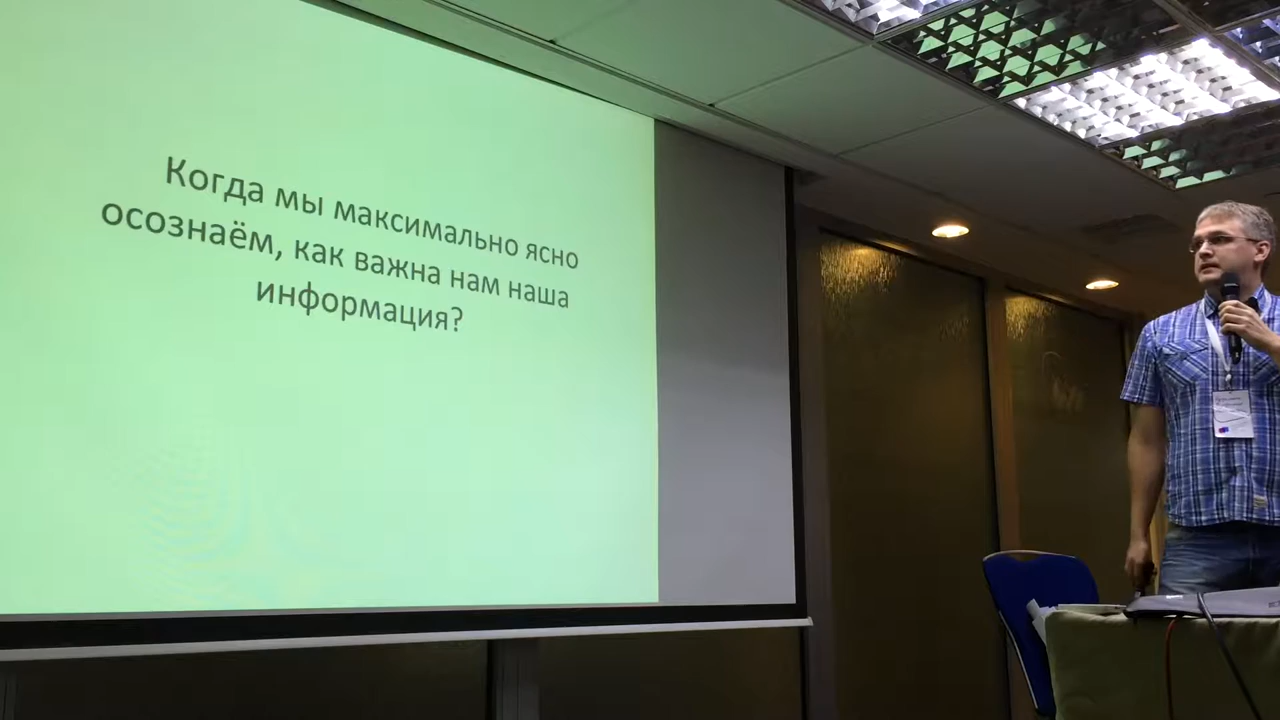 Когда мы максимально ясно
осознаём, как важна нам наша
информация?